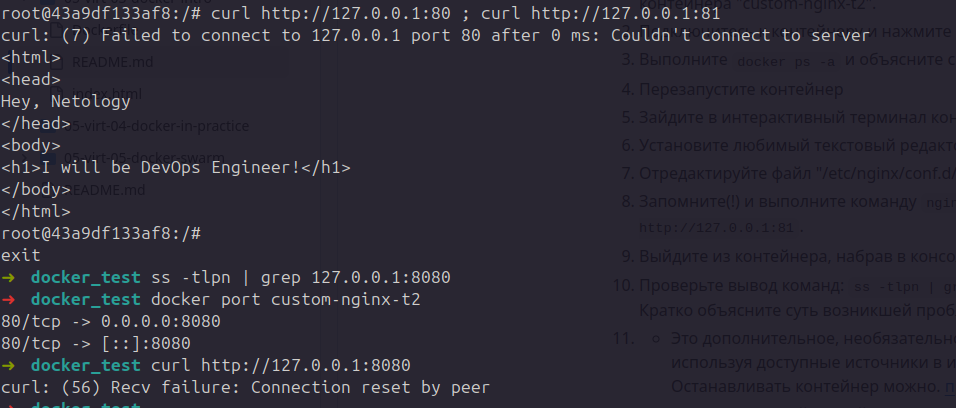 root@43a9df133af8:/# curl http://127.0.0.1:80 ; curl http://127.0.0.1:81
curl: (7) Failed to connect to 127.0.0.1 port 80 after 0 ms: Couldn't connect to server
<html>
<head>
Hey, Netology
</head>
<body>
<h1>I will be DevOps Engineer!</h1>
</body>
</html>
root@43a9df133af8:/#
exit
➜ docker_test ss -tlpn | grep 127.0.0.1:8080
➜ docker_test docker port custom-nginx-t2
80/tcp -> 0.0.0.0:8080
80/tcp -> [::]:8080
➜ docker_test curl http://127.0.0.1:8080
curl: (56) Recv failure: Connection reset by peer
➜ docker_test
README.md
index.html
05-virt-04-docker-in-practice
05-virt-05-docker-swarm
README.md
контейнера "custom-nginx-t2".
и нажмите
3. Выполните docker ps -a и объясните
4. Перезапустите контейнер
5. Зайдите в интерактивный терминал
6. Установите любимый текстовый
7. Отредактируйте файл "/etc/nginx/conf.d/
8. Запомните(!) и выполните команду
http://127.0.0.1:81 .
9. Выйдите из контейнера, набрав в
10. Проверьте вывод команд: ss -tlpn |
Кратко объясните суть возникшей
11. Это дополнительное,
используя доступные источники в
Останавливать контейнер можно.